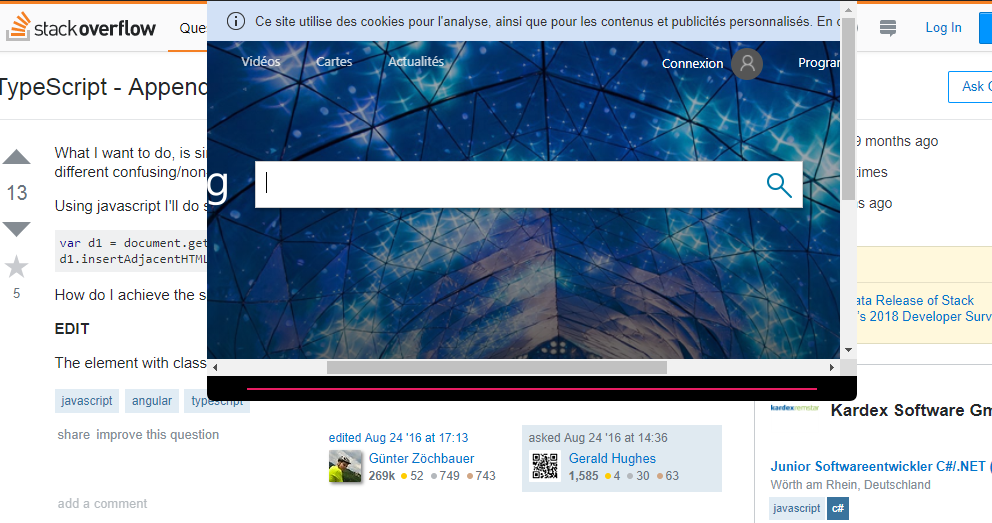 Ce site utilise des cookies pour l'analyse, ainsi que pour les contenus et publicités personnalisés. En c
stackoverflow
Que
Log In
Vidéos Cartes Actualités
Connexion
Progran
TypeScript - Append
Ask
9 months ago
What I want to do, is si
different confusing/non
times
g
13
Using javascript I'll do s
s ago
var d1 = document.get
d1.insertAdjacentHTML
5
How do I achieve the s
ata Release of Stack
's 2018 Developer Surv
EDIT
The element with class
javascript angular typescript
share improve this question
kardexremstar
Kardex Software Gm
edited Aug 24 '16 at 17:13
Günter Zöchbauer
269k 52 749 743
asked Aug 24 '16 at 14:36
Gerald Hughes
1,585 4 30 63
Junior Softwareentwickler C#/.NET (
Wörth am Rhein, Deutschland
javascript c#
add a comment